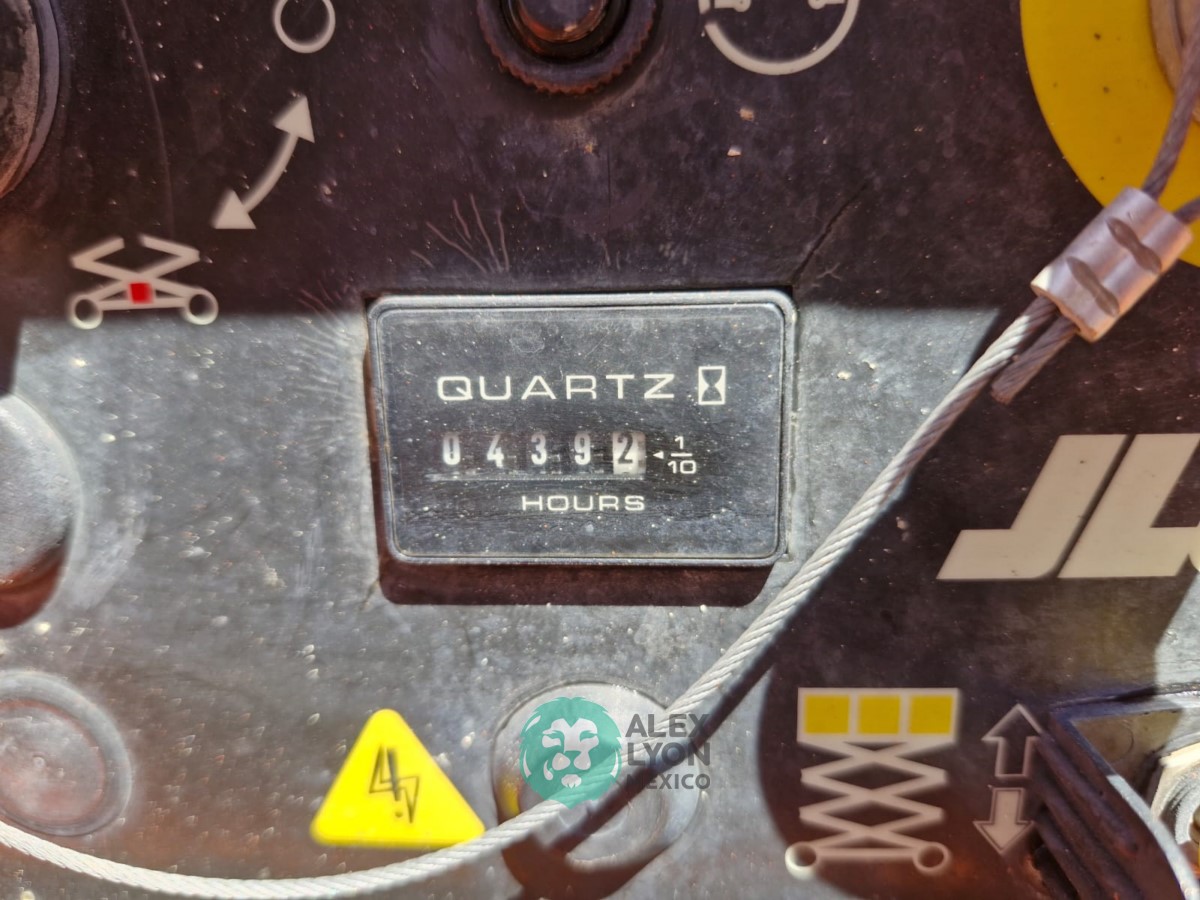 QUARTZ
04392 1/10
HOURS
JL
ALEX
LYON
MEXICO